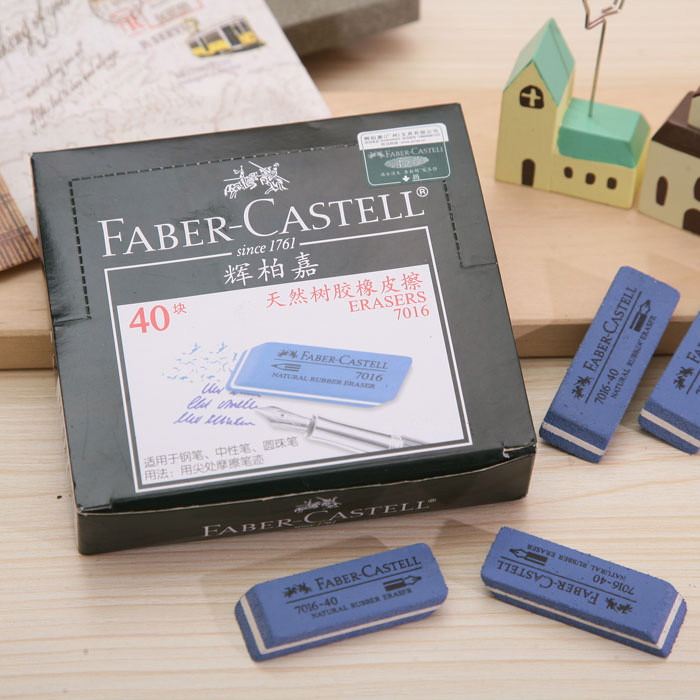 FABER-CASTELL®
since 1761
辉柏嘉
40块
天然树胶橡皮擦
ERASERS
7016
FABER-CASTELL
7016
NATURAL RUBBER ERASER
适用于钢笔、中性笔、圆珠笔
用法：用尖处摩擦笔迹
FABER-CASTELL®
FABER-CASTELL
FABER-CASTELL
7016-40
NATURAL RUBBER ERASER
FABER-CASTELL
7016-40
NATURAL RUBBER ERASER
FABER-CASTELL
7016-40
NATURAL RUBBER ERASER